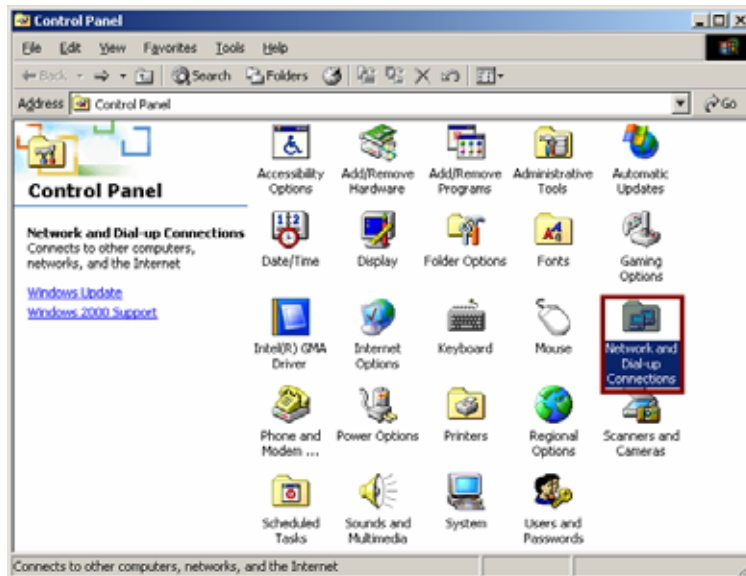 Control Panel
File Edit View Favorites Tools Help
Back Search Folders
Address Control Panel Go
Control Panel
Network and Dial-up Connections
Connects to other computers,
networks, and the Internet
Windows Update
Windows 2000 Support
Accessibility Options
Add/Remove Hardware
Add/Remove Programs
Administrative Tools
Automatic Updates
Date/Time
Display
Folder Options
Fonts
Gaming Options
Intel(R) GMA Driver
Internet Options
Keyboard
Mouse
Network and Dial-up Connections
Phone and Modem ...
Power Options
Printers
Regional Options
Scanners and Cameras
Scheduled Tasks
Sounds and Multimedia
System
Users and Passwords
Connects to other computers, networks, and the Internet